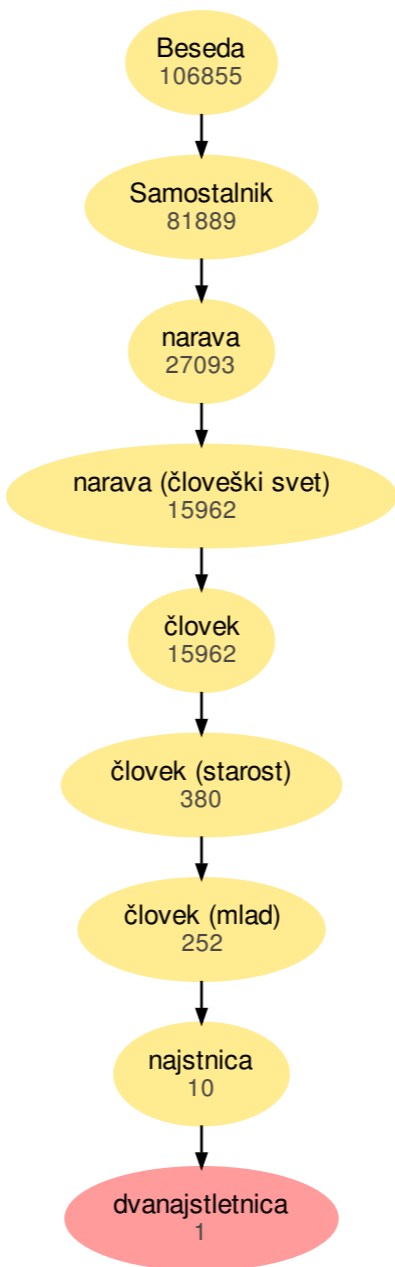 Beseda
106855
Samostalnik
81889
narava
27093
narava (človeški svet)
15962
človek
15962
človek (starost)
380
človek (mlad)
252
najstnica
10
dvanajstletnica
1